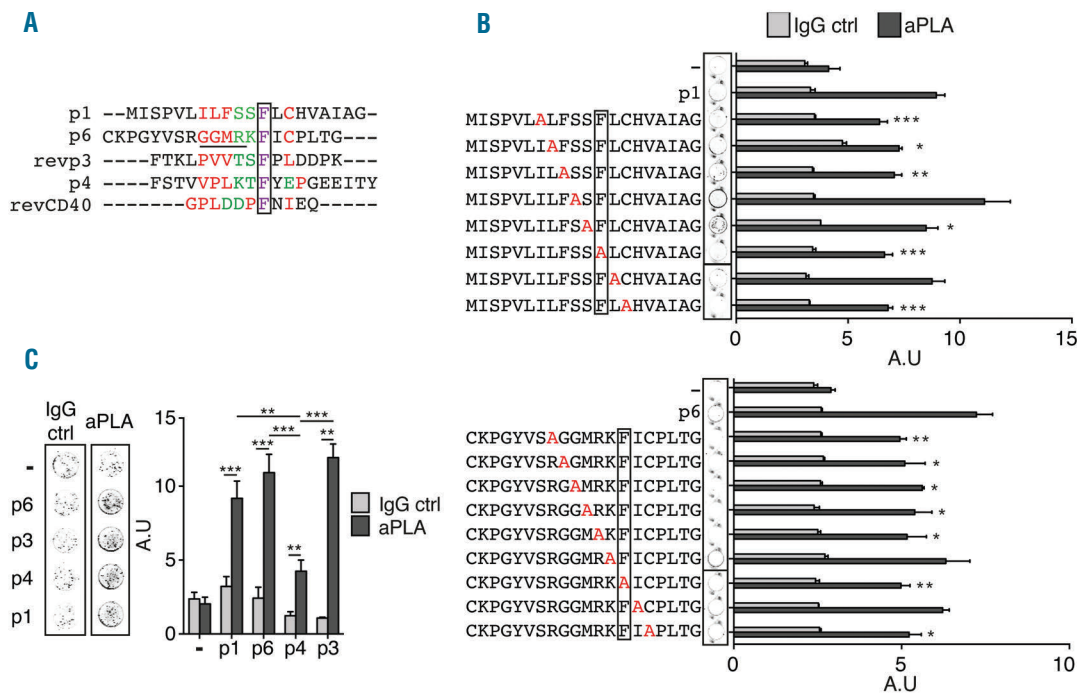 A
p1 --MISPVLILFSSFLCHVAIAG-
p6 CKPGYVSRGGMRKFICPLTG---
revp3 ----FTKLPVVTSFPLDDPK---
p4 ----FSTVVPLKTFYEPGEEITY
revCD40 -------GPLDDPFNIEQ-----
B
IgG ctrl aPLA
–
p1
MISPVLALFSSFLCHVAIAG ***
MISPVLIAFSSFLCHVAIAG *
MISPVLILASSFLCHVAIAG **
MISPVLILFASFLCHVAIAG
MISPVLILFSAFLCHVAIAG *
MISPVLILFSSALCHVAIAG ***
MISPVLILFSSFACHVAIAG
MISPVLILFSSFLAHVAIAG ***
0 5 10 15
A.U
–
p6
CKPGYVSAGGMRKFICPLTG **
CKPGYVSRAGMRKFICPLTG *
CKPGYVSRGAMRKFICPLTG *
CKPGYVSRGGARKFICPLTG *
CKPGYVSRGGMAKFICPLTG *
CKPGYVSRGGMRAFICPLTG
CKPGYVSRGGMRKAICPLTG **
CKPGYVSRGGMRKFACPLTG
CKPGYVSRGGMRKFIAPLTG *
0 5 10
A.U
C
IgG ctrl
aPLA
-
p6
p3
p4
p1
15
10
5
0
A.U
** ***
*** **
*** ***
**
IgG ctrl
aPLA
- p1 p6 p4 p3